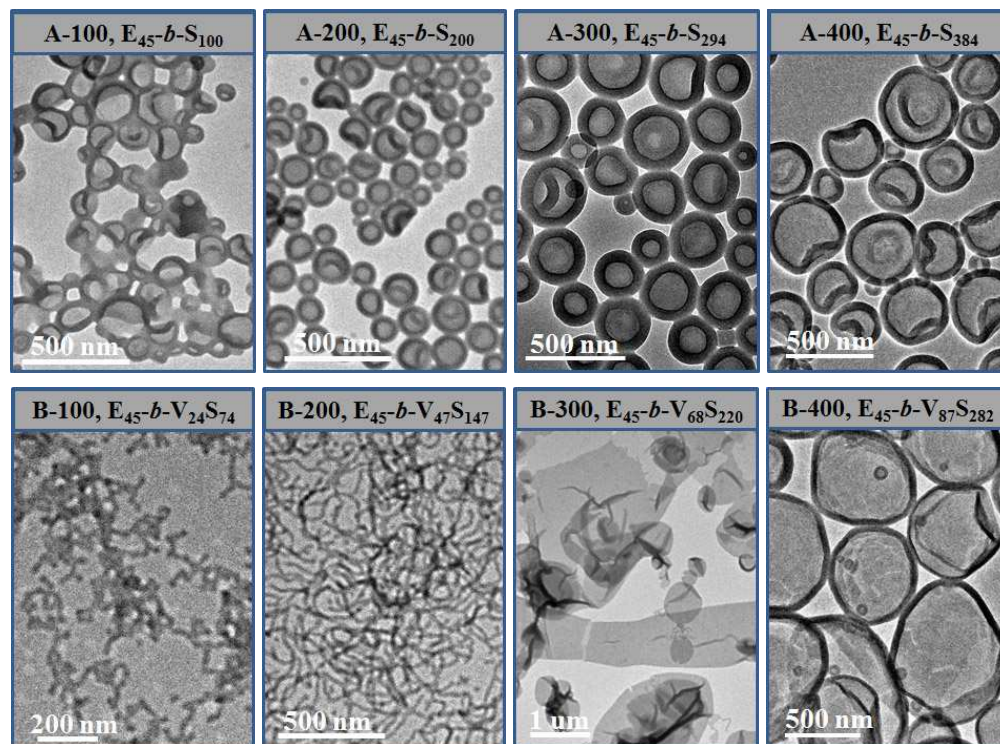 A-100, E₄₅-b-S₁₀₀
A-200, E₄₅-b-S₂₀₀
A-300, E₄₅-b-S₂₉₄
A-400, E₄₅-b-S₃₈₄
500 nm
500 nm
500 nm
500 nm
B-100, E₄₅-b-V₂₄S₇₄
B-200, E₄₅-b-V₄₇S₁₄₇
B-300, E₄₅-b-V₆₈S₂₂₀
B-400, E₄₅-b-V₈₇S₂₈₂
200 nm
500 nm
1 um
500 nm